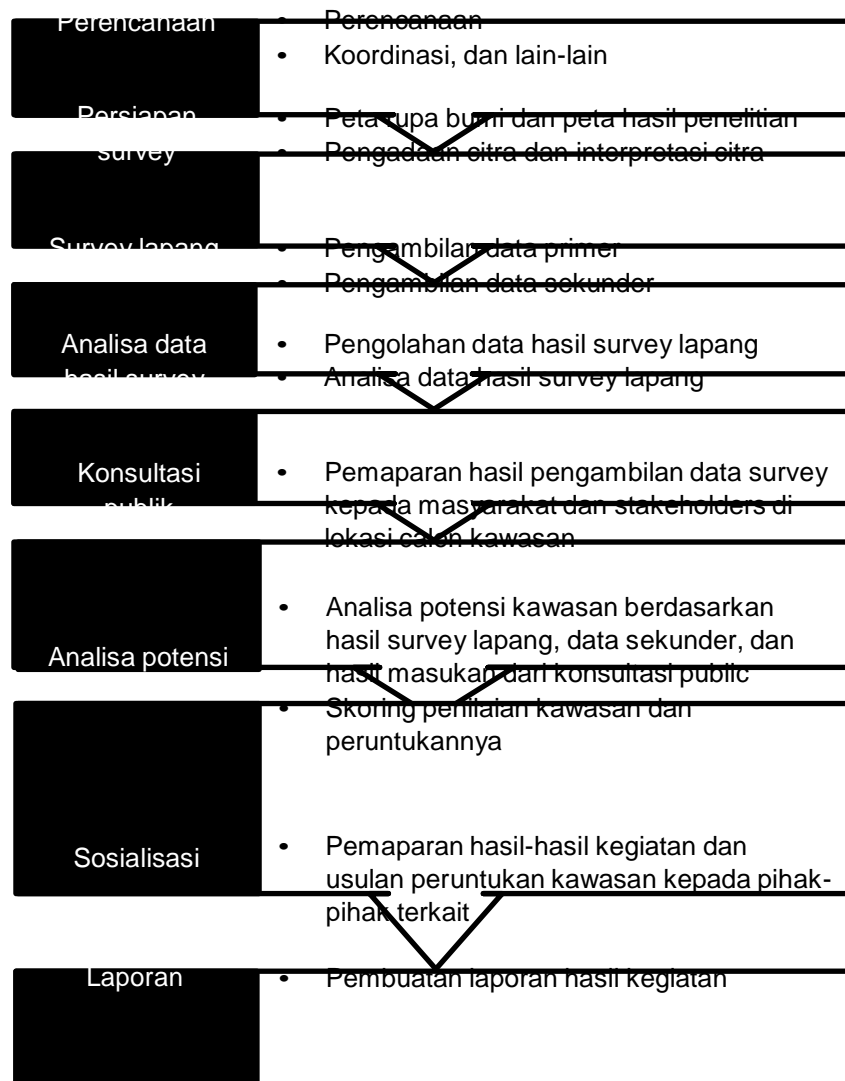 Perencanaan
• Perencanaan
• Koordinasi, dan lain-lain
Persiapan
survey
• Peta rupa bumi dan peta hasil penelitian
• Pengadaan citra dan interpretasi citra
Survey lapang
• Pengambilan data primer
• Pengambilan data sekunder
Analisa data
hasil survey
• Pengolahan data hasil survey lapang
• Analisa data hasil survey lapang
Konsultasi
publik
• Pemaparan hasil pengambilan data survey
kepada masyarakat dan stakeholders di
lokasi calon kawasan
Analisa potensi
• Analisa potensi kawasan berdasarkan
hasil survey lapang, data sekunder, dan
hasil masukan dari konsultasi public
• Skoring penilaian kawasan dan
peruntukannya
Sosialisasi
• Pemaparan hasil-hasil kegiatan dan
usulan peruntukan kawasan kepada pihak-
pihak terkait
Laporan
• Pembuatan laporan hasil kegiatan